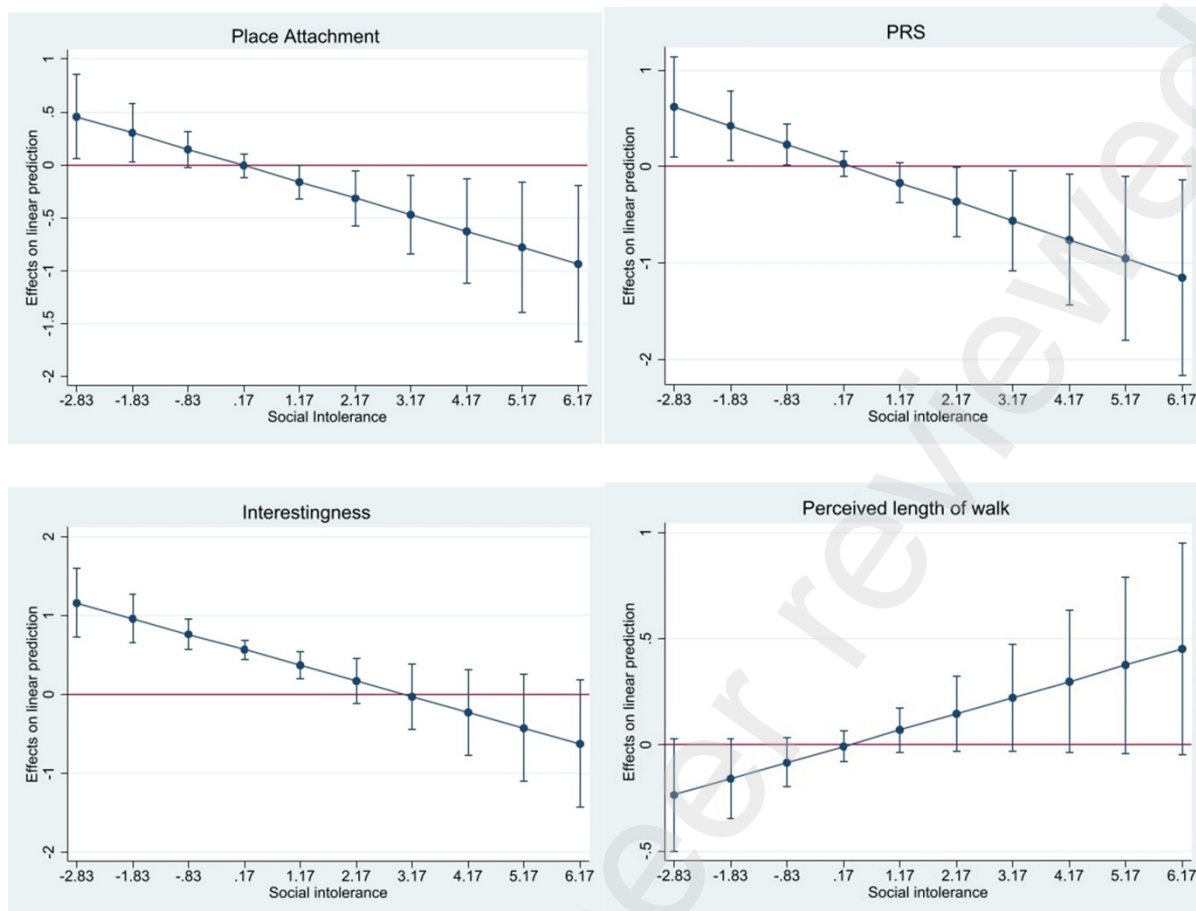 Place Attachment
Effects on linear prediction
1
.5
0
-.5
-1
-1.5
-2
-2.83 -1.83 -.83 .17 1.17 2.17 3.17 4.17 5.17 6.17
Social Intolerance
PRS
Effects on linear prediction
1
0
-1
-2
-2.83 -1.83 -.83 .17 1.17 2.17 3.17 4.17 5.17 6.17
Social intolerance
Interestingness
Effects on linear prediction
2
1
0
-1
-2
-2.83 -1.83 -.83 .17 1.17 2.17 3.17 4.17 5.17 6.17
Social intolerance
Perceived length of walk
Effects on linear prediction
1
.5
0
-.5
-2.83 -1.83 -.83 .17 1.17 2.17 3.17 4.17 5.17 6.17
Social intolerance
eer reviewed